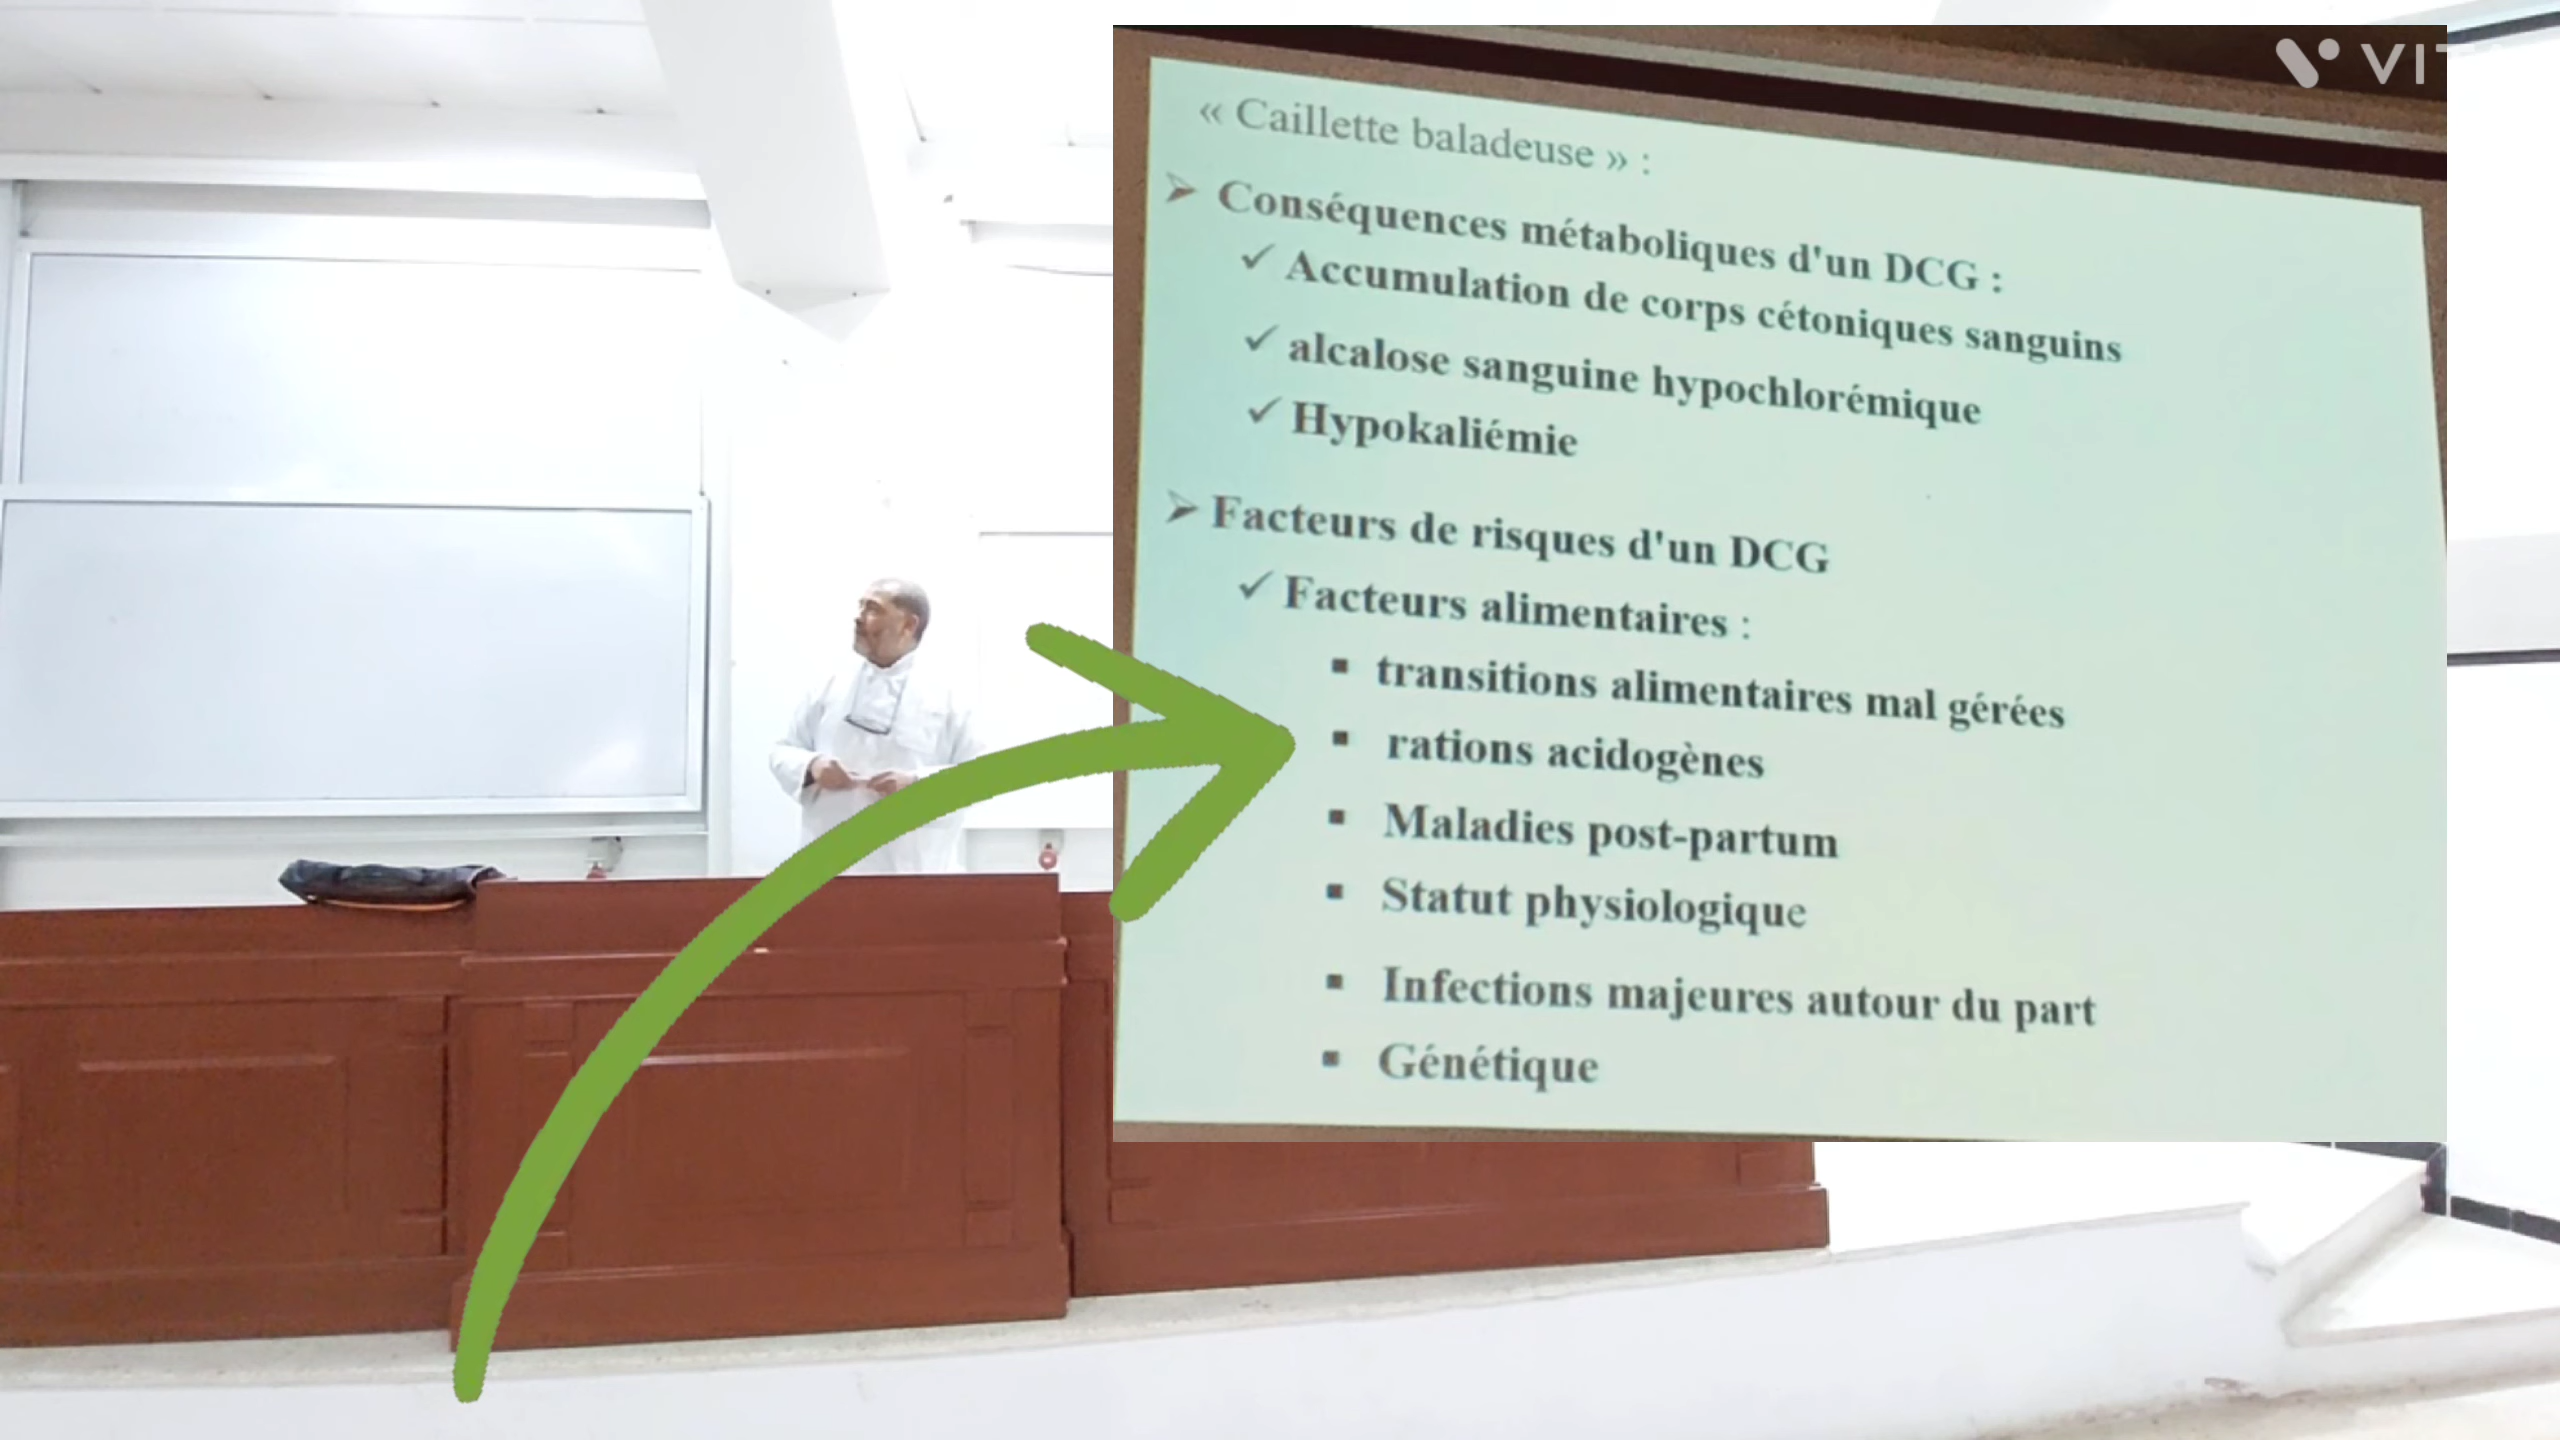 VIT
« Caillette baladeuse » :
➢ Conséquences métaboliques d'un DCG :
✓ Accumulation de corps cétoniques sanguins
✓ alcalose sanguine hypochlorémique
✓ Hypokaliémie
➢ Facteurs de risques d'un DCG
✓ Facteurs alimentaires :
▪ transitions alimentaires mal gérées
▪ rations acidogènes
▪ Maladies post-partum
▪ Statut physiologique
▪ Infections majeures autour du part
▪ Génétique